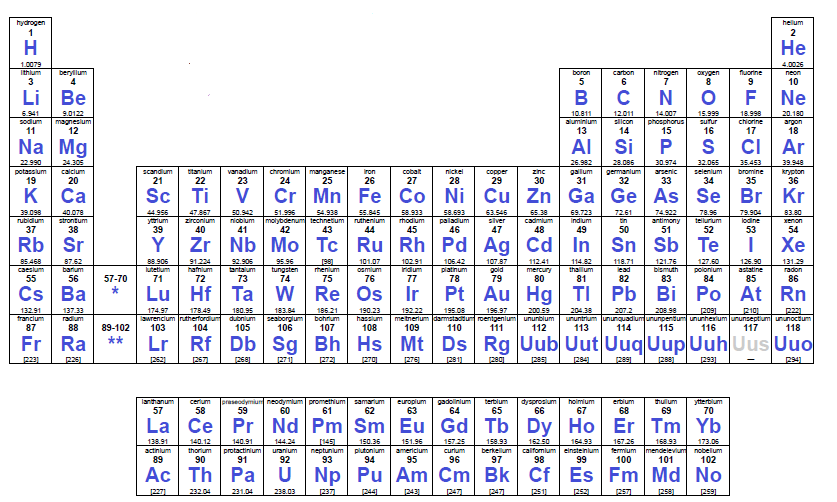 hydrogen helium
1 2
H He
1.0079 4.0026
lithium beryllium boron carbon nitrogen oxygen fluorine neon
3 4 5 6 7 8 9 10
Li Be B C N O F Ne
6.941 9.0122 10.811 12.011 14.007 15.999 18.998 20.180
sodium magnesium aluminium silicon phosphorus sulfur chlorine argon
11 12 13 14 15 16 17 18
Na Mg Al Si P S Cl Ar
22.990 24.305 26.982 28.086 30.974 32.065 35.453 39.948
potassium calcium scandium titanium vanadium chromium manganese iron cobalt nickel copper zinc gallium germanium arsenic selenium bromine krypton
19 20 21 22 23 24 25 26 27 28 29 30 31 32 33 34 35 36
K Ca Sc Ti V Cr Mn Fe Co Ni Cu Zn Ga Ge As Se Br Kr
39.098 40.078 44.956 47.867 50.942 51.996 54.938 55.845 58.933 58.693 63.546 65.38 69.723 72.61 74.922 78.96 79.904 83.80
rubidium strontium yttrium zirconium niobium molybdenum technetium ruthenium rhodium palladium silver cadmium indium tin antimony tellurium iodine xenon
37 38 39 40 41 42 43 44 45 46 47 48 49 50 51 52 53 54
Rb Sr Y Zr Nb Mo Tc Ru Rh Pd Ag Cd In Sn Sb Te I Xe
85.468 87.62 88.906 91.224 92.906 95.96 [98] 101.07 102.91 106.42 107.87 112.41 114.82 118.71 121.76 127.60 126.90 131.29
caesium barium lutetium hafnium tantalum tungsten rhenium osmium iridium platinum gold mercury thallium lead bismuth polonium astatine radon
55 56 57-70 71 72 73 74 75 76 77 78 79 80 81 82 83 84 85 86
Cs Ba * Lu Hf Ta W Re Os Ir Pt Au Hg Tl Pb Bi Po At Rn
132.91 137.33 174.97 178.49 180.95 183.84 186.21 190.23 192.22 195.08 196.97 200.59 204.38 207.2 208.98 [209] [210] [222]
francium radium lawrencium rutherfordium dubnium seaborgium bohrium hassium meitnerium darmstadtium roentgenium ununbium ununtrium ununquadium ununpentium ununhexium ununseptium ununoctium
87 88 89-102 103 104 105 106 107 108 109 110 111 112 113 114 115 116 117 118
Fr Ra ** Lr Rf Db Sg Bh Hs Mt Ds Rg Uub Uut Uuq Uup Uuh Uus Uuo
[223] [226] [262] [267] [268] [271] [272] [270] [276] [281] [280] [285] [284] [289] [288] [293] — [294]
lanthanum cerium praseodymium neodymium promethium samarium europium gadolinium terbium dysprosium holmium erbium thulium ytterbium
57 58 59 60 61 62 63 64 65 66 67 68 69 70
La Ce Pr Nd Pm Sm Eu Gd Tb Dy Ho Er Tm Yb
138.91 140.12 140.91 144.24 [145] 150.36 151.96 157.25 158.93 162.50 164.93 167.26 168.93 173.06
actinium thorium protactinium uranium neptunium plutonium americium curium berkelium californium einsteinium fermium mendelevium nobelium
89 90 91 92 93 94 95 96 97 98 99 100 101 102
Ac Th Pa U Np Pu Am Cm Bk Cf Es Fm Md No
[227] 232.04 231.04 238.03 [237] [244] [243] [247] [247] [251] [252] [257] [258] [259]